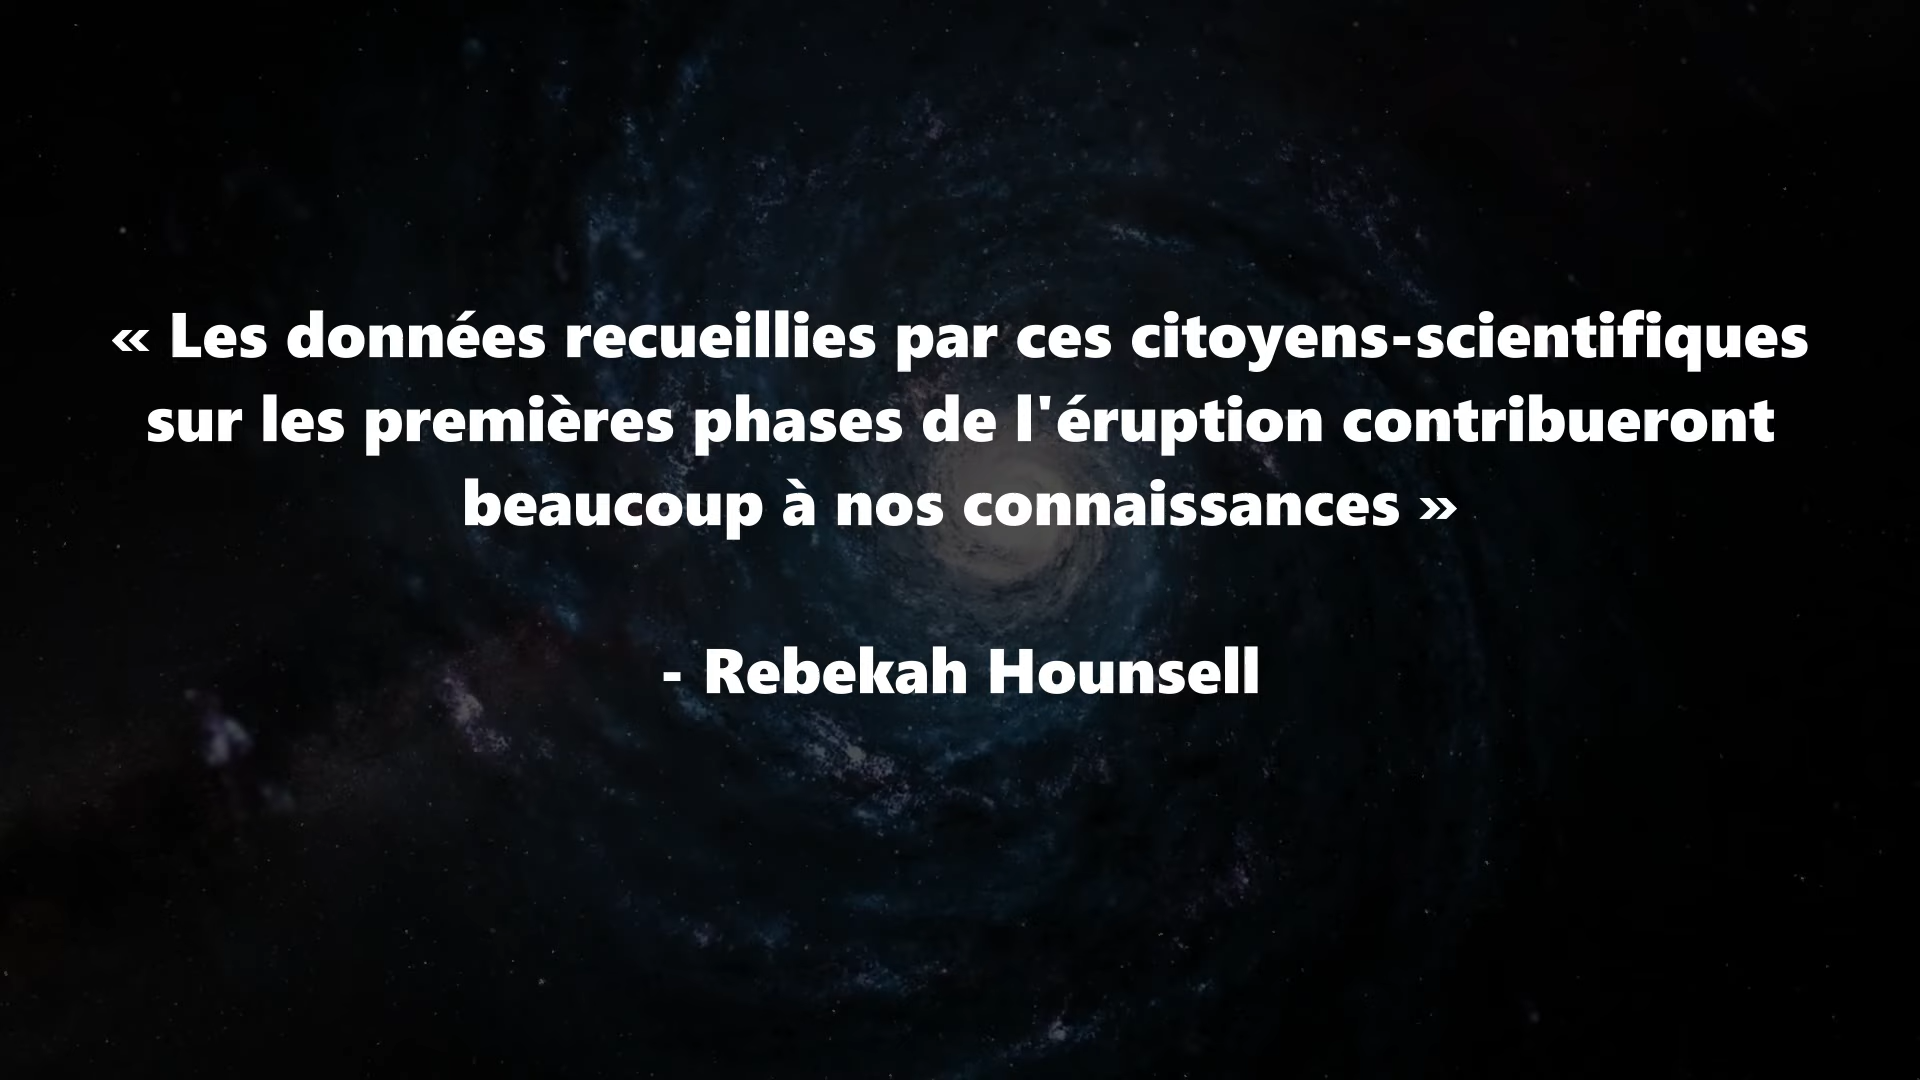 « Les données recueillies par ces citoyens-scientifiques
sur les premières phases de l'éruption contribueront
beaucoup à nos connaissances »
- Rebekah Hounsell